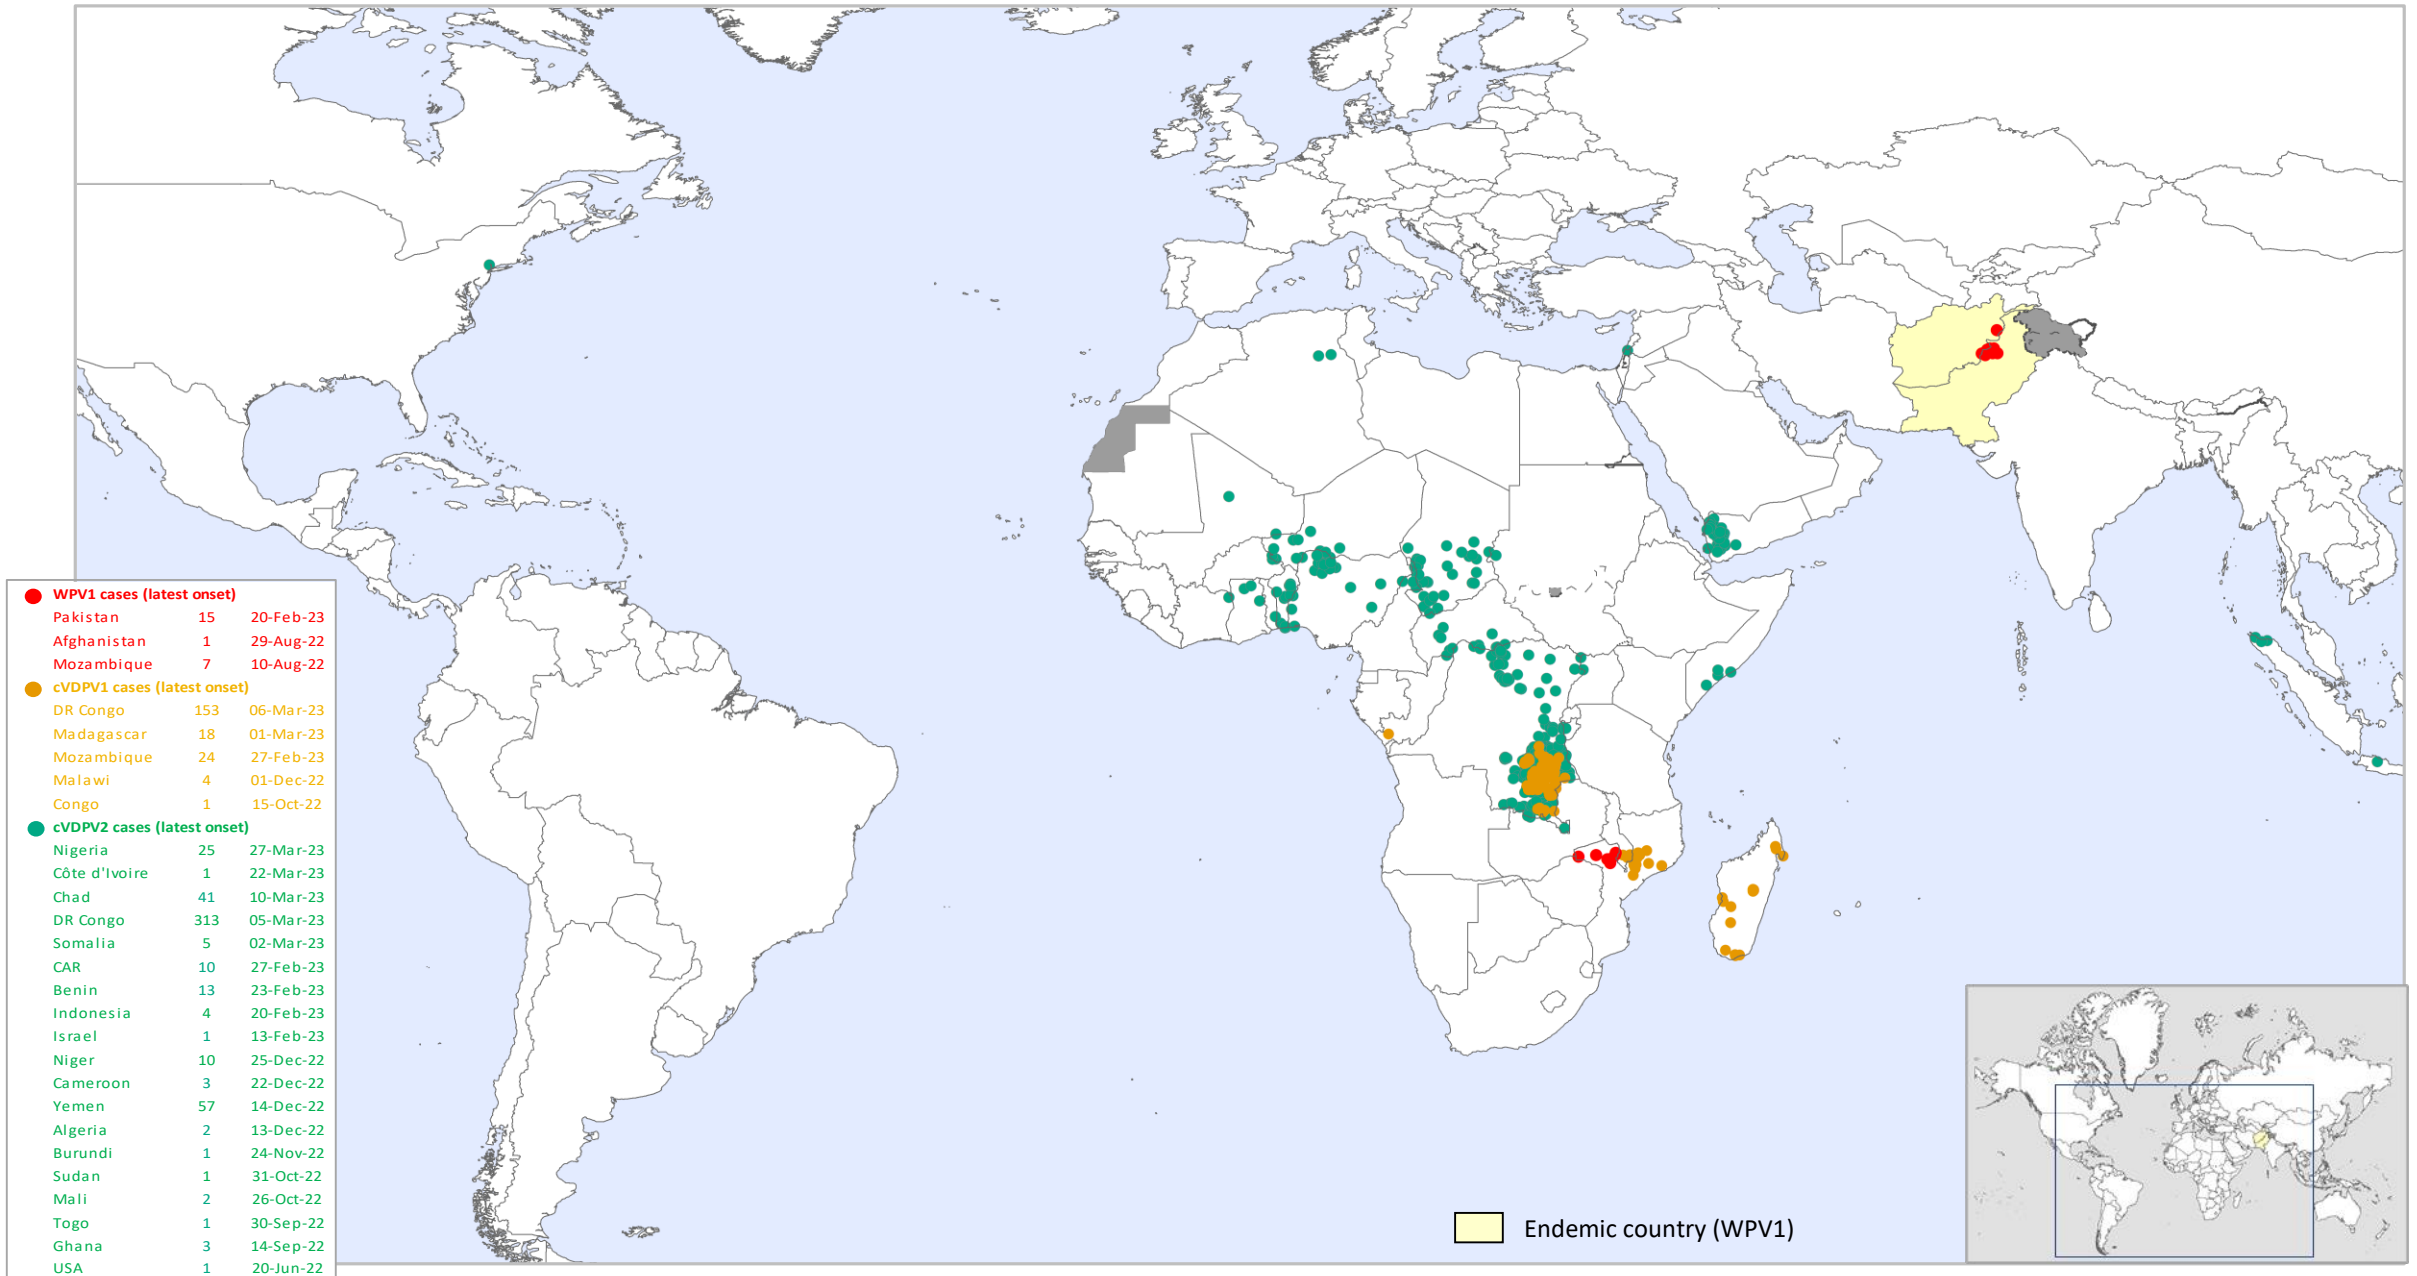 WPV1 cases (latest onset)
Pakistan 15 20-Feb-23
Afghanistan 1 29-Aug-22
Mozambique 7 10-Aug-22
cVDPV1 cases (latest onset)
DR Congo 153 06-Mar-23
Madagascar 18 01-Mar-23
Mozambique 24 27-Feb-23
Malawi 4 01-Dec-22
Congo 1 15-Oct-22
cVDPV2 cases (latest onset)
Nigeria 25 27-Mar-23
Côte d'Ivoire 1 22-Mar-23
Chad 41 10-Mar-23
DR Congo 313 05-Mar-23
Somalia 5 02-Mar-23
CAR 10 27-Feb-23
Benin 13 23-Feb-23
Indonesia 4 20-Feb-23
Israel 1 13-Feb-23
Niger 10 25-Dec-22
Cameroon 3 22-Dec-22
Yemen 57 14-Dec-22
Algeria 2 13-Dec-22
Burundi 1 24-Nov-22
Sudan 1 31-Oct-22
Mali 2 26-Oct-22
Togo 1 30-Sep-22
Ghana 3 14-Sep-22
USA 1 20-Jun-22
Endemic country (WPV1)